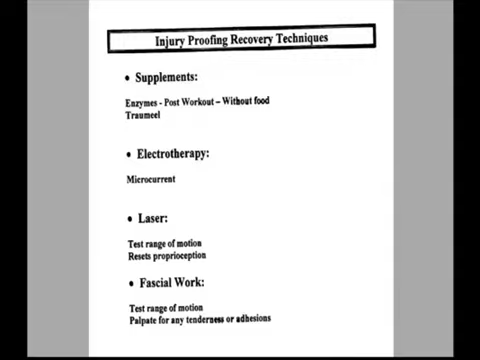 Injury Proofing Recovery Techniques
• Supplements:
Enzymes - Post Workout – Without food
Traumeel
• Electrotherapy:
Microcurrent
• Laser:
Test range of motion
Resets proprioception
• Fascial Work:
Test range of motion
Palpate for any tenderness or adhesions